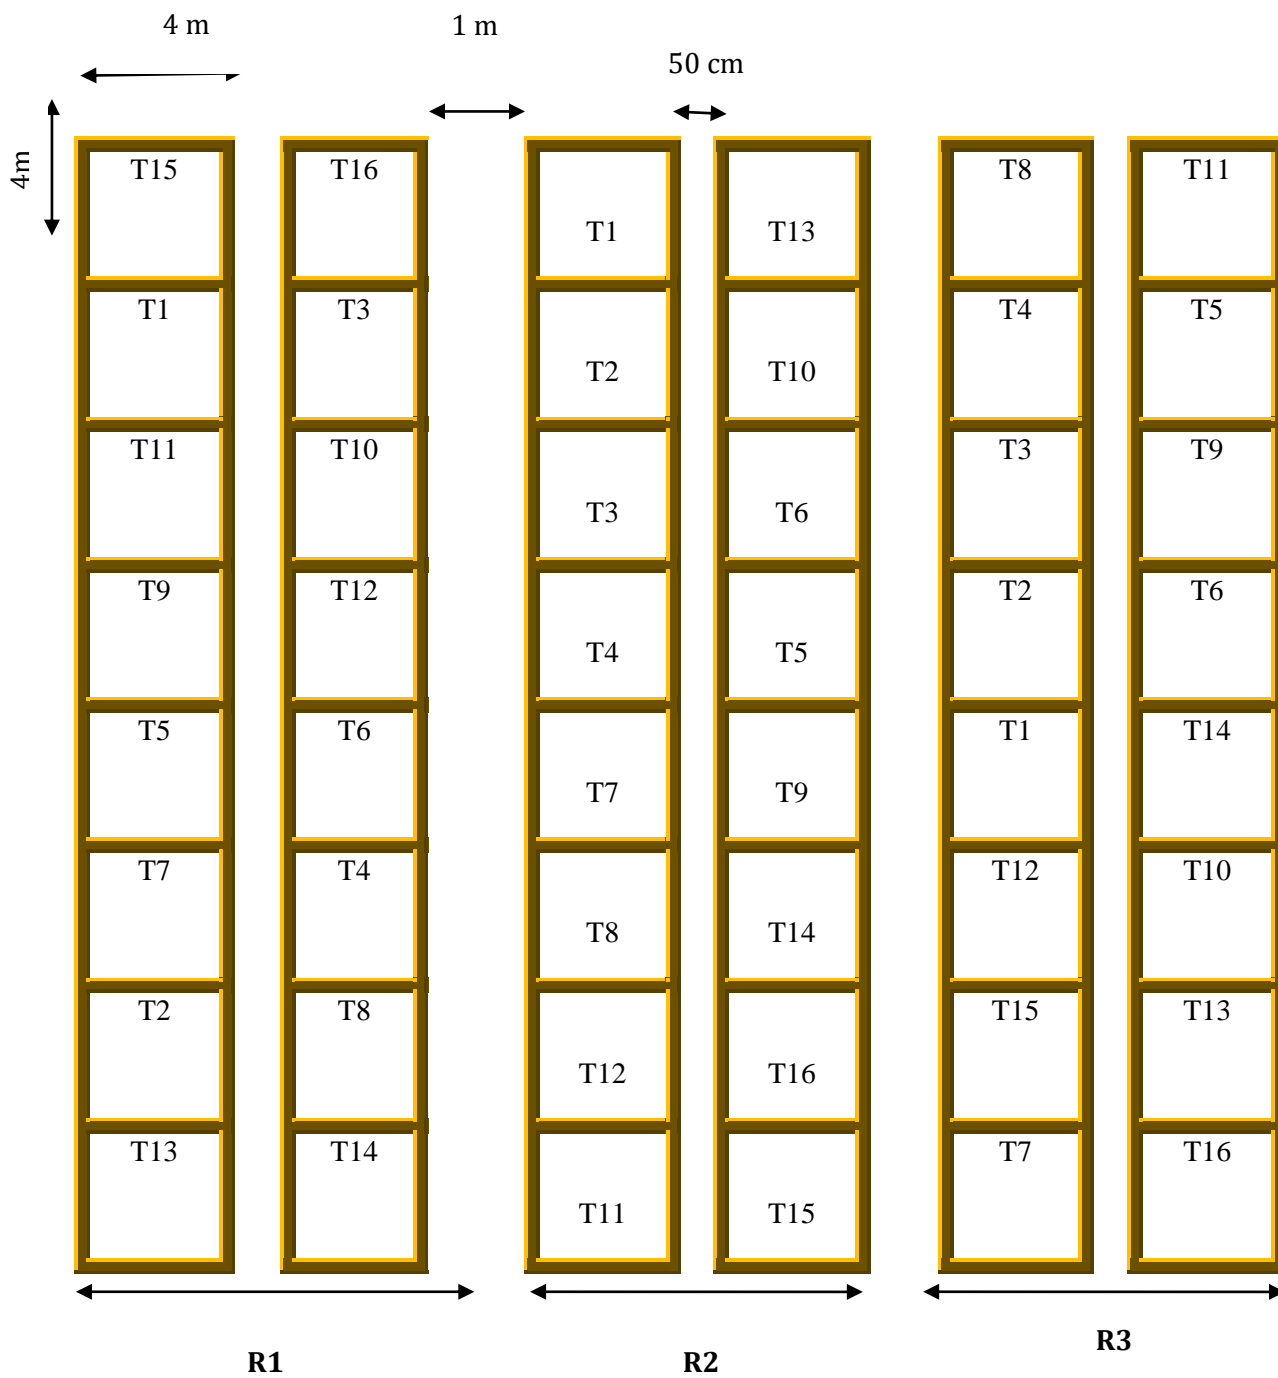 4 m
1 m
50 cm
4m
T15 T16 T1 T13 T8 T11
T1 T3 T2 T10 T4 T5
T11 T10 T3 T6 T3 T9
T9 T12 T4 T5 T2 T6
T5 T6 T7 T9 T1 T14
T7 T4 T8 T14 T12 T10
T2 T8 T12 T16 T15 T13
T13 T14 T11 T15 T7 T16
R1 R2 R3